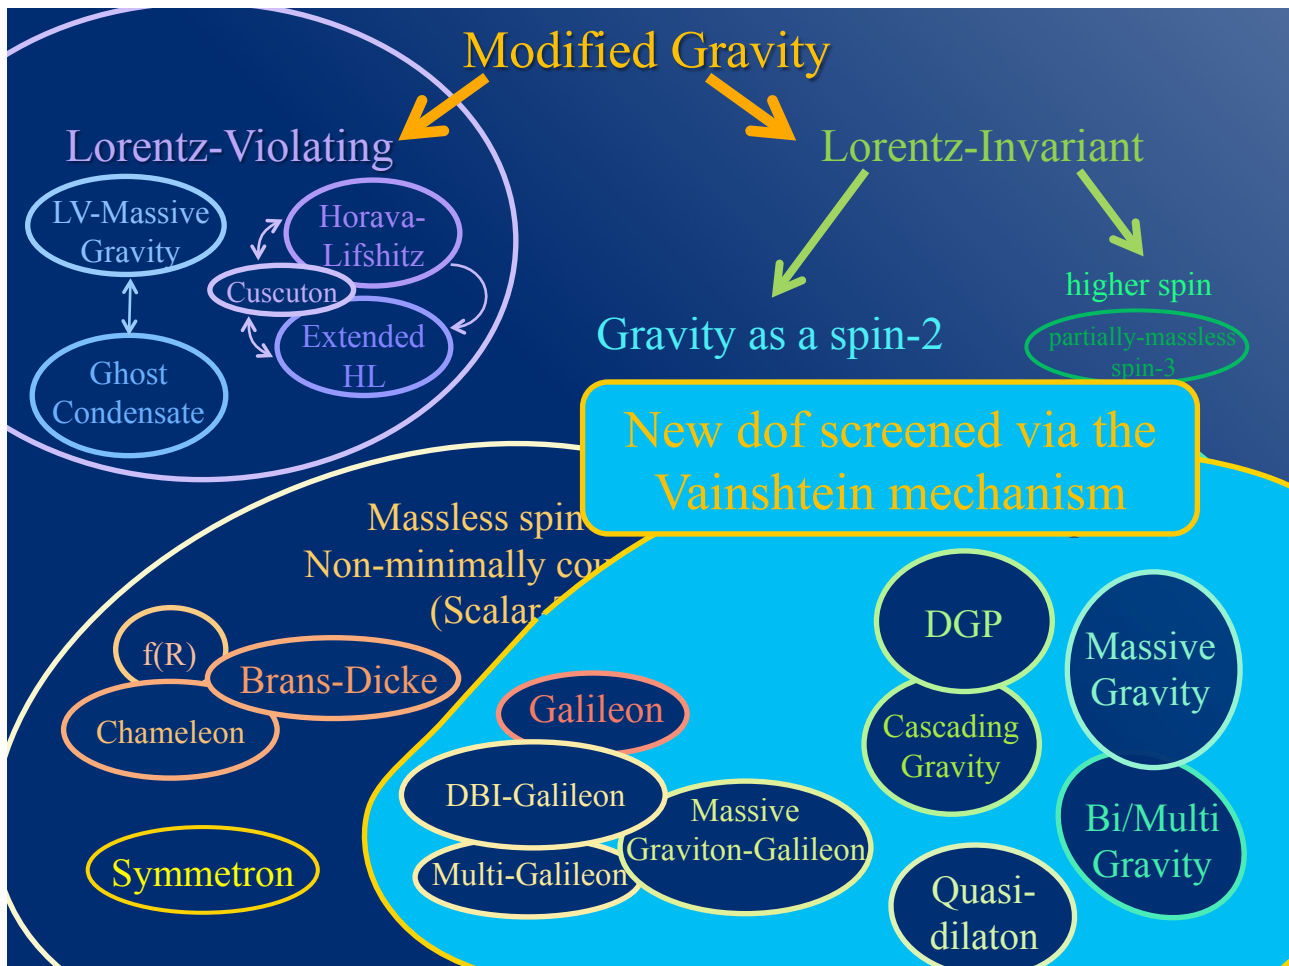 Modified Gravity
Lorentz-Violating
Lorentz-Invariant
LV-Massive
Gravity
Horava-
Lifshitz
Cuscuton
Extended
HL
Ghost
Condensate
higher spin
partially-massless
spin-3
Gravity as a spin-2
New dof screened via the
Vainshtein mechanism
Massless spin
Non-minimally
(Scalar-
f(R)
Brans-Dicke
Chameleon
Symmetron
Galileon
DBI-Galileon
Multi-Galileon
Massive
Graviton-Galileon
DGP
Cascading
Gravity
Massive
Gravity
Bi/Multi
Gravity
Quasi-
dilaton